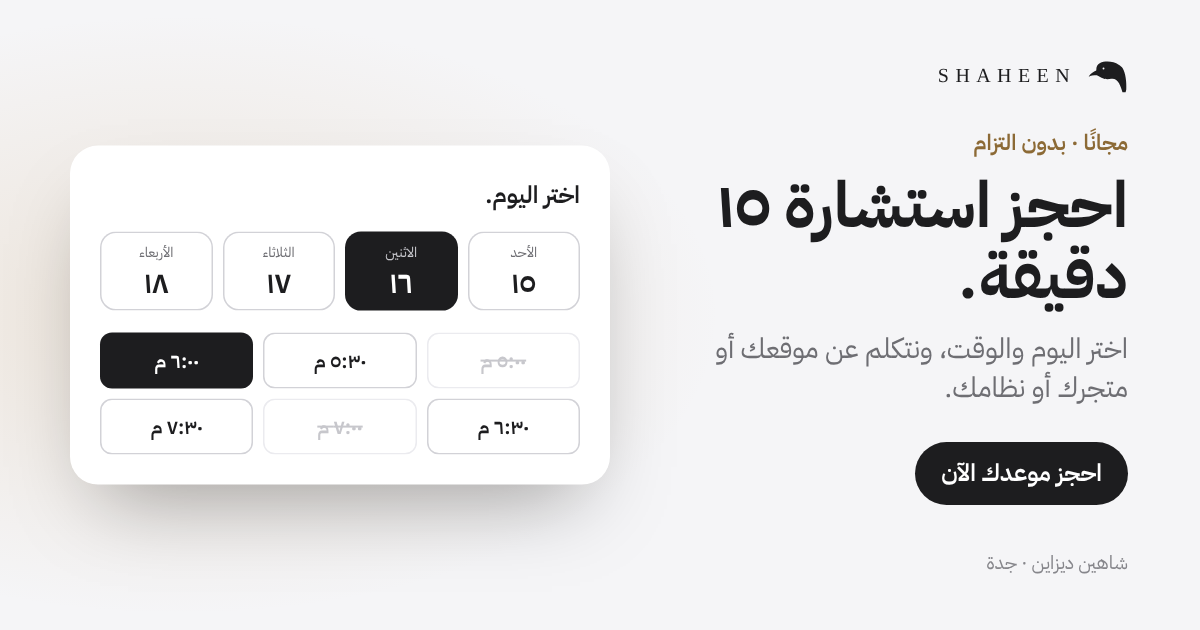 SHAHEEN
مجانًا · بدون التزام
احجز استشارة ١٥
دقيقة.
اختر اليوم والوقت، ونتكلم عن موقعك أو
متجرك أو نظامك.
احجز موعدك الآن
شاهين ديزاين · جدة
اختر اليوم.
الأحد الاثنين الثلاثاء الأربعاء
١٥ ١٦ ١٧ ١٨
٥:٠٠ م ٥:٣٠ م ٦:٠٠ م
٦:٣٠ م ٧:٠٠ م ٧:٣٠ م